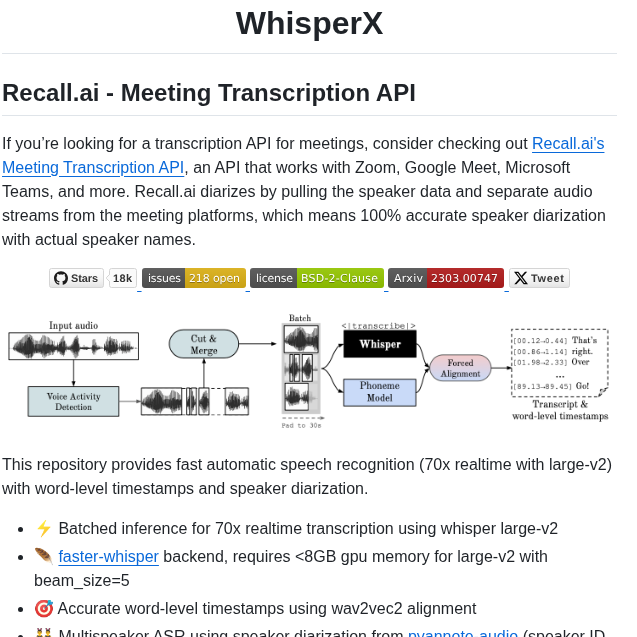 WhisperX
Recall.ai - Meeting Transcription API
If you’re looking for a transcription API for meetings, consider checking out Recall.ai's
Meeting Transcription API, an API that works with Zoom, Google Meet, Microsoft
Teams, and more. Recall.ai diarizes by pulling the speaker data and separate audio
streams from the meeting platforms, which means 100% accurate speaker diarization
with actual speaker names.
Stars 18k issues 218 open license BSD-2-Clause Arxiv 2303.00747 Tweet
Input audio
Voice Activity
Detection
Cut &
Merge
Batch
Pad to 30s
<|transcribe|>
Whisper
Phoneme
Model
Forced
Alignment
[00.12→0.44] That's
[00.86→1.14] right.
[01.98→2.33] Over
...
[89.13→89.45] Go!
Transcript &
word-level timestamps
This repository provides fast automatic speech recognition (70x realtime with large-v2)
with word-level timestamps and speaker diarization.
⚡ Batched inference for 70x realtime transcription using whisper large-v2
🪶 faster-whisper backend, requires <8GB gpu memory for large-v2 with
beam_size=5
🎯 Accurate word-level timestamps using wav2vec2 alignment
👯 Multispeaker ASR using speaker diarization from pyannote-audio (speaker ID